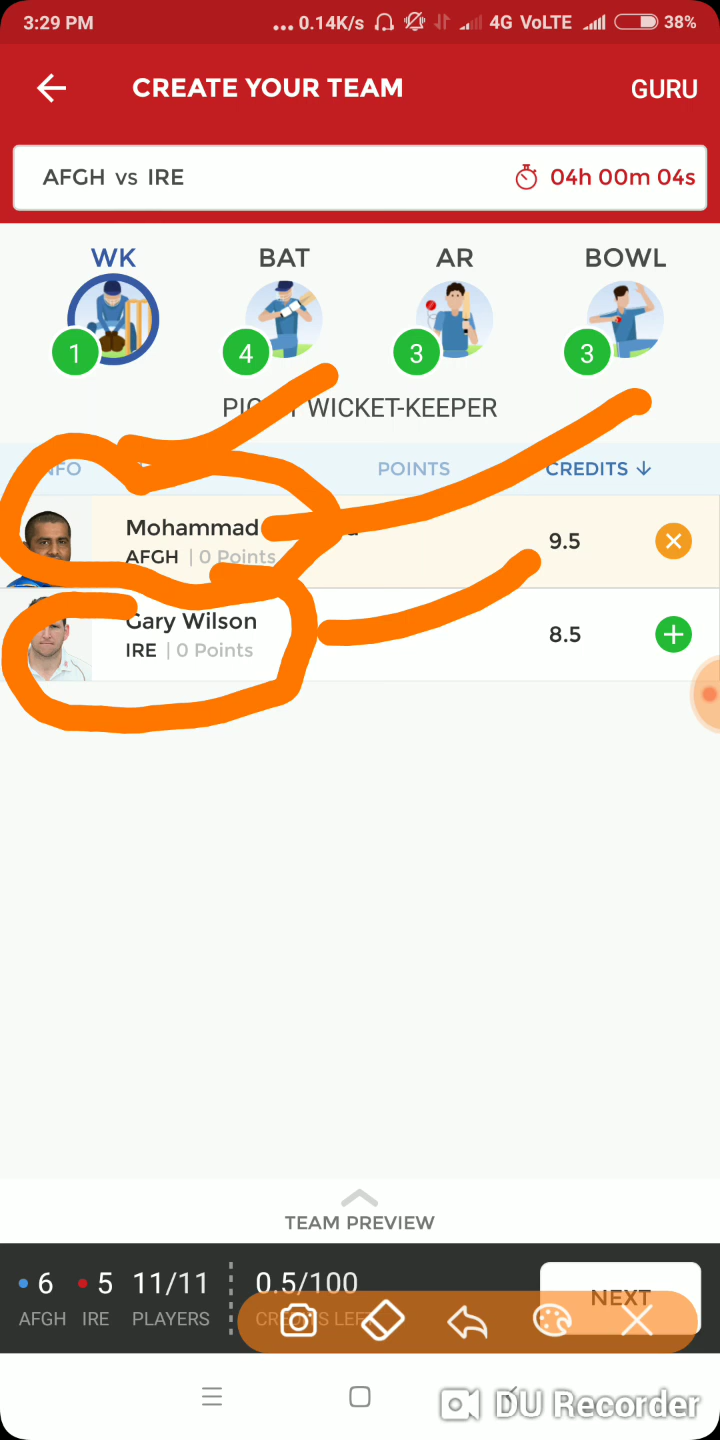 3:29 PM ... 0.14K/s 4G VoLTE 38%
CREATE YOUR TEAM GURU
AFGH vs IRE 04h 00m 04s
WK BAT AR BOWL
1 4 3 3
WICKET-KEEPER
POINTS CREDITS ↓
Mohammad 9.5
AFGH | 0 Points
Gary Wilson 8.5
IRE | 0 Points
TEAM PREVIEW
6 5 11/11 0.5/100 NEXT
AFGH IRE PLAYERS CREDITS LEFT
DU Recorder